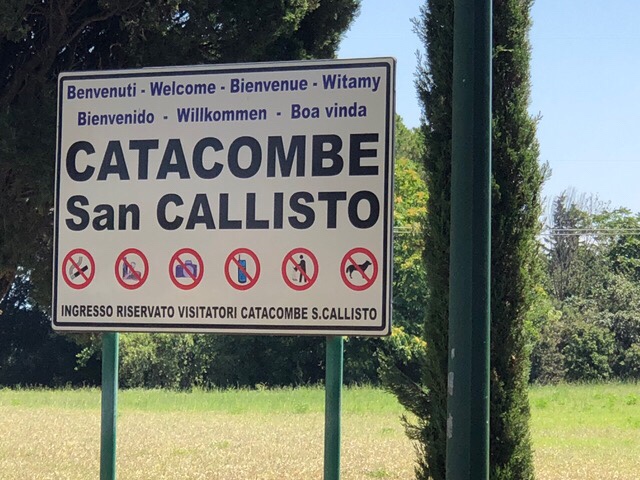 Benvenuti - Welcome - Bienvenue - Witamy
Bienvenido - Willkommen - Boa vinda
CATACOMBE
San CALLISTO
INGRESSO RISERVATO VISITATORI CATACOMBE S.CALLISTO